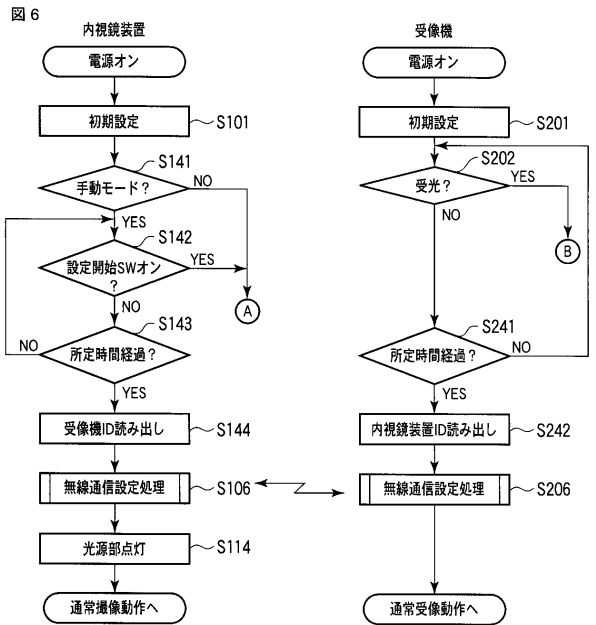 図6
内視鏡装置
電源オン
初期設定
S101
S141
手動モード？
NO
YES
S142
設定開始SWオン
？
YES
A
NO
S143
所定時間経過？
NO
YES
受像機ID読み出し
S144
無線通信設定処理
S106
光源部点灯
S114
通常撮像動作へ
受像機
電源オン
初期設定
S201
S202
受光？
YES
B
NO
S241
所定時間経過？
NO
YES
内視鏡装置ID読み出し
S242
無線通信設定処理
S206
通常受像動作へ